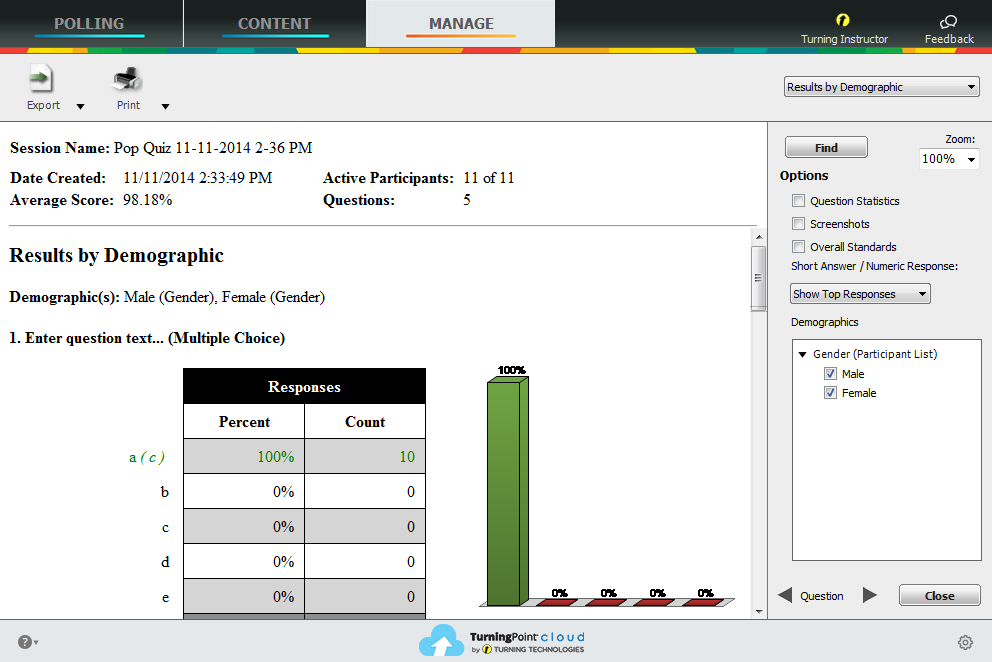 POLLING CONTENT MANAGE
Turning Instructor Feedback
Export Print
Results by Demographic
Session Name: Pop Quiz 11-11-2014 2-36 PM
Date Created: 11/11/2014 2:33:49 PM Active Participants: 11 of 11
Average Score: 98.18% Questions: 5
Find
Zoom:
100%
Options
Question Statistics
Screenshots
Overall Standards
Short Answer / Numeric Response:
Show Top Responses
Demographics
Gender (Participant List)
Male
Female
Results by Demographic
Demographic(s): Male (Gender), Female (Gender)
1. Enter question text... (Multiple Choice)
Responses
Percent Count
a ( c ) 100% 10
b 0% 0
c 0% 0
d 0% 0
e 0% 0
100%
0% 0% 0% 0%
Question
Close
?
TurningPoint cloud
by TURNING TECHNOLOGIES